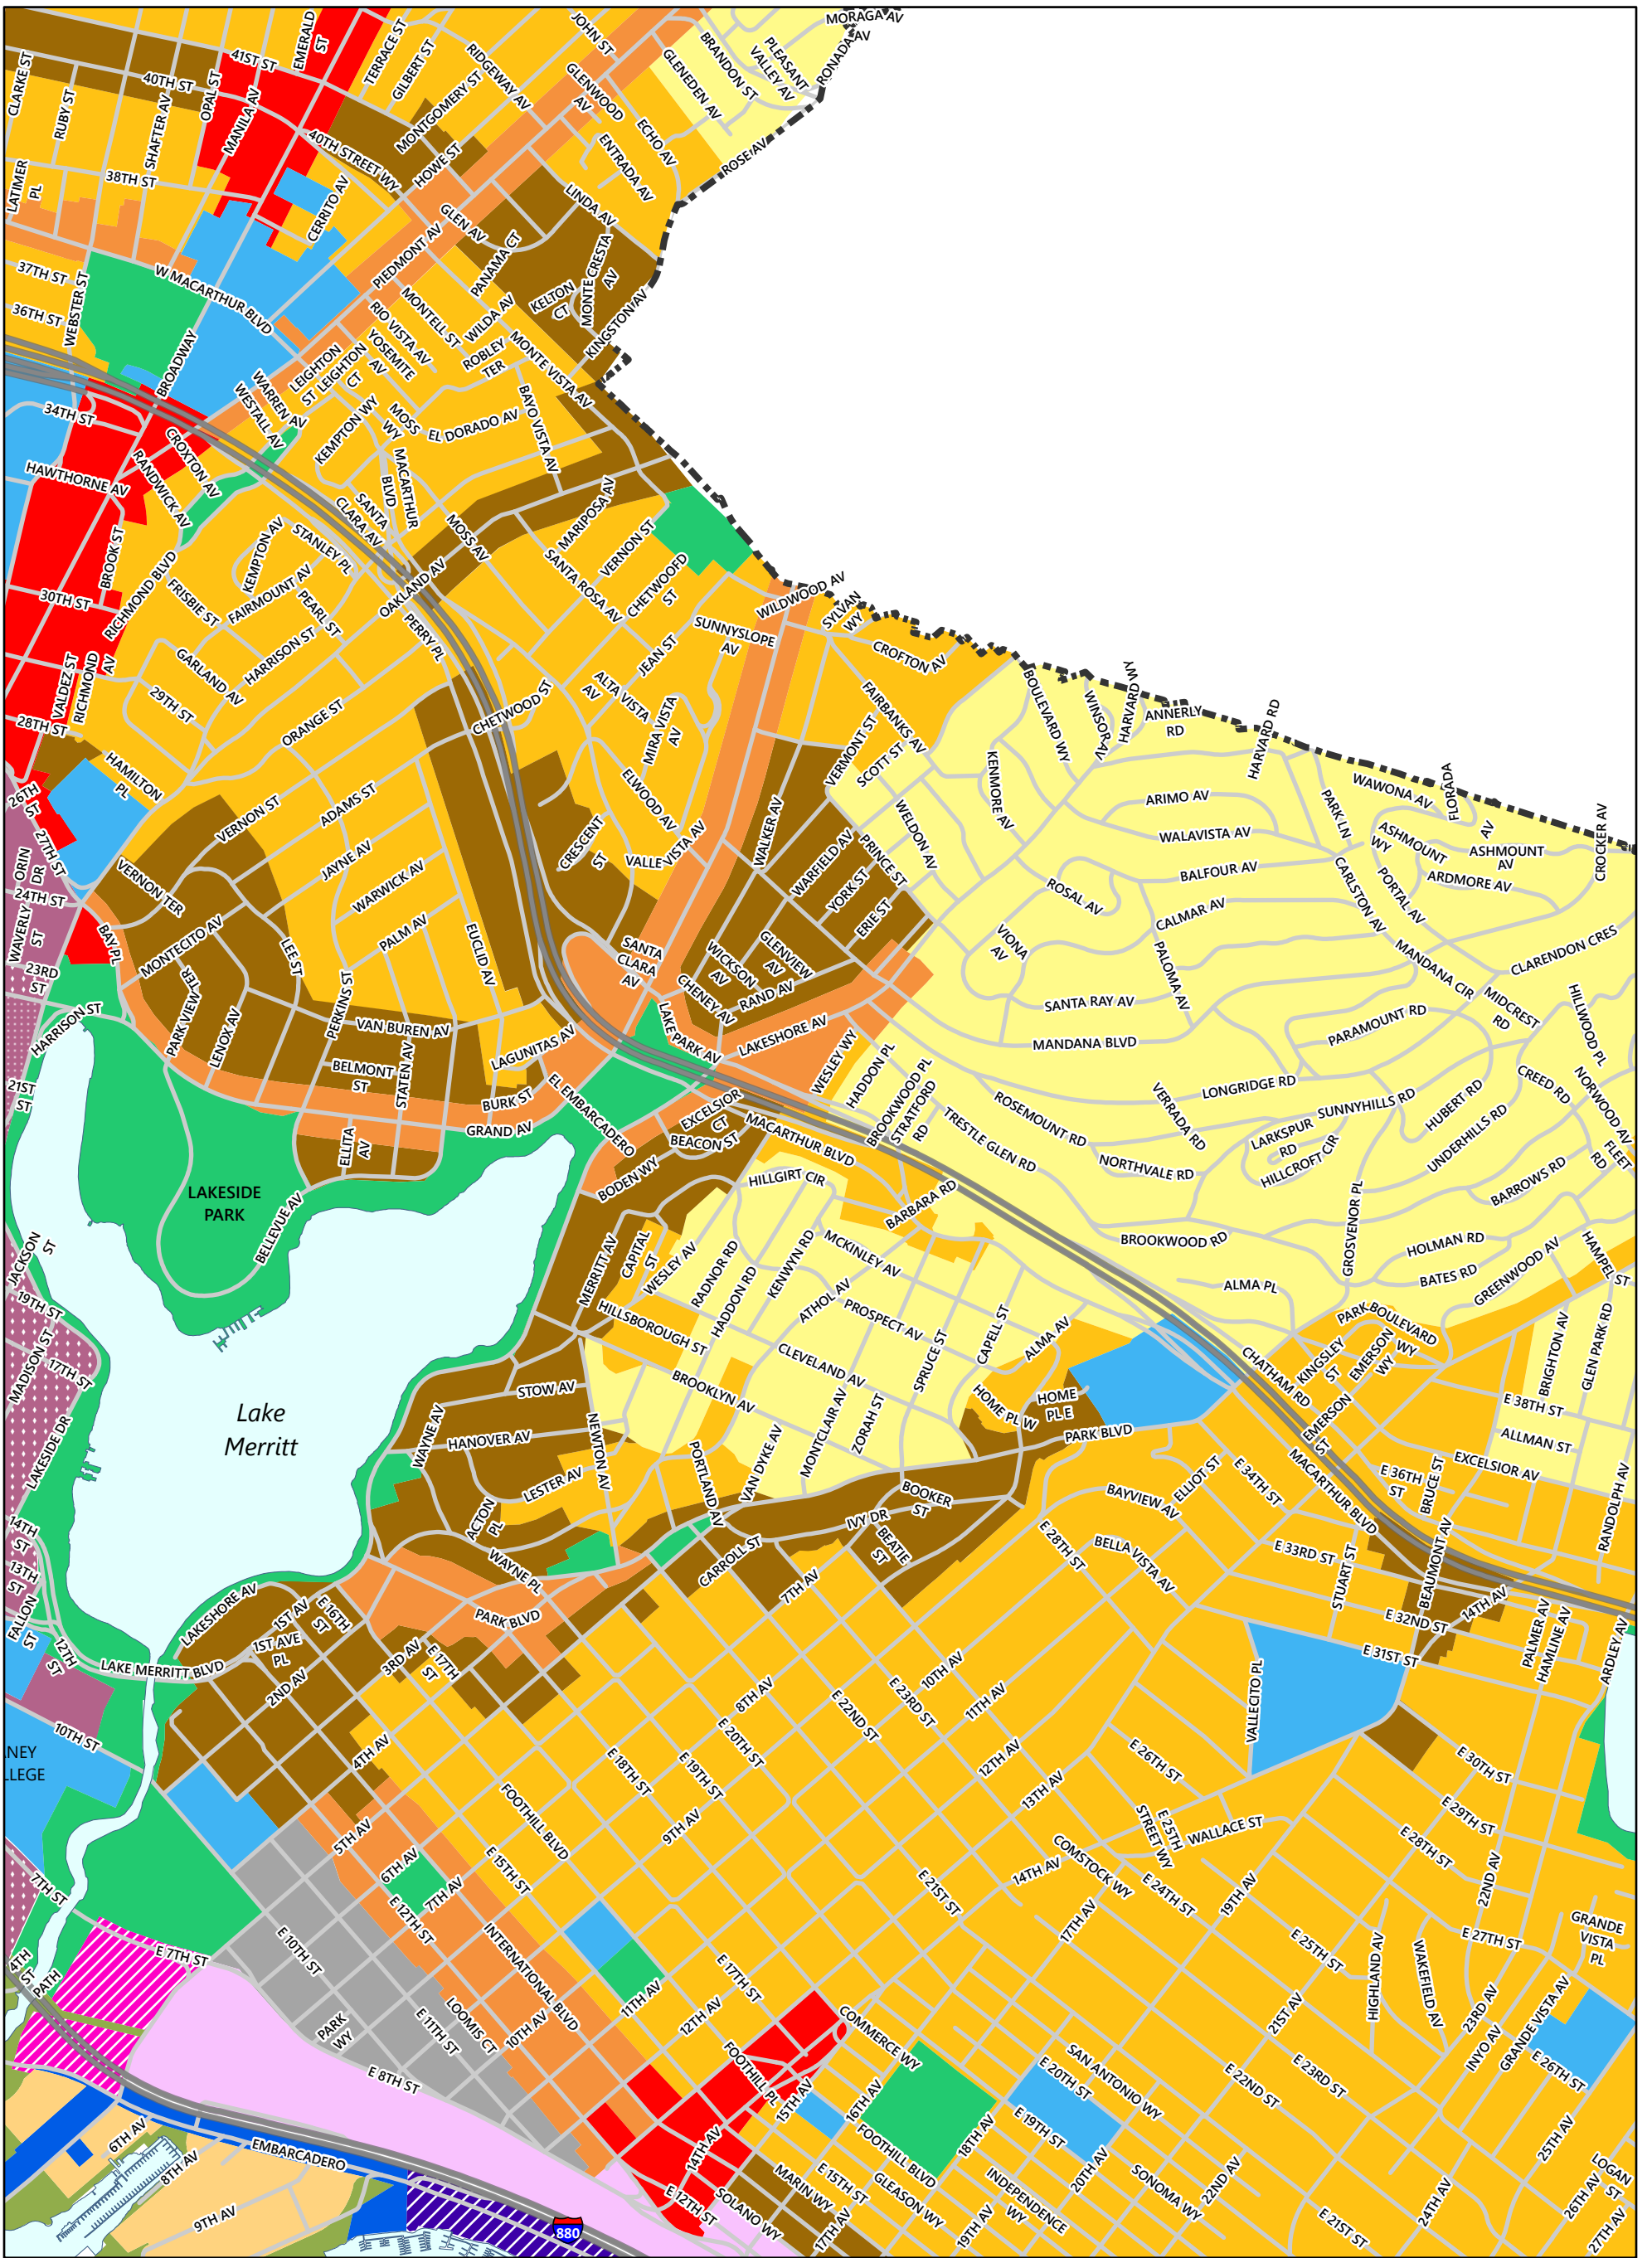 MORAGA AV
RONADA
AV
PLEASANT
VALLEY AV
BRANDON ST
GLENEDEN AV
ROSE AV
JOHN ST
GLENWOOD
AV
ECHO AV
ENTRADA AV
RIDGEWAY AV
MONTGOMERY ST
GILBERT ST
TERRACE ST
EMERALD
ST
41ST ST
40TH ST
OPAL ST
MANILA AV
SHAFTER AV
RUBY ST
CLARKE ST
LATIMER
PL
38TH ST
40TH STREET WY
HOWE ST
CERRITO AV
GLEN AV
LINDA AV
PANAMA CT
MONTE CRESTA
AV
KELTON
CT
KINGSTON AV
PIEDMONT AV
37TH ST
36TH ST
WEBSTER ST
W MACARTHUR BLVD
BROADWAY
RIO VISTA AV
MONTELL ST
WILDA AV
YOSEMITE
AV
ROBLEY
TER
MONTE VISTA AV
LEIGHTON
ST
LEIGHTON
CT
WARREN AV
WESTALL AV
34TH ST
HAWTHORNE AV
RANDWICK AV
CROXTON AV
KEMPTON WY
MOSS
WY
EL DORADO AV
BAYO VISTA AV
MACARTHUR
BLVD
SANTA
CLARA AV
STANLEY PL
MOSS AV
MARIPOSA AV
VERNON ST
SANTA ROSA AV
CHETWOOFD
ST
BROOK ST
30TH ST
RICHMOND BLVD
FRISBIE ST
KEMPTON AV
FAIRMOUNT AV
PEARL ST
OAKLAND AV
PERRY PL
HARRISON ST
GARLAND AV
VALDEZ ST
RICHMOND
AV
29TH ST
28TH ST
ORANGE ST
CHETWOOD ST
JEAN ST
SUNNYSLOPE
AV
ALTA VISTA
AV
MIRA VISTA
AV
WILDWOOD AV
SYLVAN
WY
CROFTON AV
FAIRBANKS AV
VERMONT ST
SCOTT ST
BOULEVARD WY
WINSOR AV
HARVARD WY
ANNERLY
RD
HARVARD RD
KENMORE AV
WELDON AV
ARIMO AV
WALAVISTA AV
BALFOUR AV
PARK LN
WAWONA AV
FLORADA
AV
ASHMOUNT
WY
ASHMOUNT
AV
ARDMORE AV
CROCKER AV
CARLSTON AV
PORTAL AV
ROSAL AV
CALMAR AV
PALOMA AV
VIONA
AV
SANTA RAY AV
MANDANA BLVD
MANDANA CIR
CLARENDON CRES
MIDCREST
RD
PARAMOUNT RD
HILLWOOD PL
LONGRIDGE RD
SUNNYHILLS RD
HUBERT RD
CREED RD
NORWOOD AV
FLEET
RD
UNDERHILLS RD
BARROWS RD
LARKSPUR
RD
HILLCROFT CIR
VERRADA RD
NORTHVALE RD
ROSEMOUNT RD
TRESTLE GLEN RD
BROOKWOOD PL
STRATFORD
RD
HADDON PL
WESLEY WY
BROOKWOOD RD
GROSVENOR PL
HOLMAN RD
BATES RD
GREENWOOD AV
HAMPEL ST
ALMA PL
26TH
ST
27TH ST
ORIN
DR
24TH ST
WAVERLY
ST
23RD
ST
HAMILTON
PL
VERNON ST
ADAMS ST
VERNON TER
JAYNE AV
WARWICK AV
PALM AV
BAY PL
MONTECITO AV
LEE ST
EUCLID AV
PARK VIEW TER
LENOX AV
PERKINS ST
VAN BUREN AV
BELMONT
ST
STATEN AV
LAGUNITAS AV
BURK ST
GRAND AV
ELLITA
AV
HARRISON ST
21ST
ST
CRESCENT
ST
ELWOOD AV
VALLE
VISTA AV
WALKER AV
WARFIELD AV
PRINCE ST
YORK ST
ERIE ST
SANTA
CLARA
AV
WICKSON
AV
GLENVIEW
AV
RAND AV
CHENEY AV
LAKE PARK AV
LAKESHORE AV
EL EMBARCADERO
EXCELSIOR
CT
BEACON ST
MACARTHUR BLVD
BODEN WY
HILLGIRT CIR
BARBARA RD
LAKESIDE
PARK
BELLEVUE AV
MERRITT AV
CAPITAL
ST
WESLEY AV
RADNOR RD
HADDON RD
KENWYN RD
MCKINLEY AV
ATHOL AV
PROSPECT AV
HILLSBOROUGH ST
CLEVELAND AV
SPRUCE ST
CAPELL ST
ALMA AV
BROOKLYN AV
STOW AV
HANOVER AV
WAYNE AV
NEWTON AV
LESTER AV
ACTON
PL
WAYNE PL
PORTLAND AV
VAN DYKE AV
MONTCLAIR AV
ZORAH ST
HOME PL W
HOME
PL E
PARK BLVD
BOOKER
ST
IVY DR
BEATIE
ST
CARROLL ST
7TH AV
Lake
Merritt
JACKSON
ST
19TH ST
MADISON ST
17TH ST
LAKESIDE DR
14TH
ST
13TH
ST
FALLON
ST
12TH
ST
LAKE MERRITT BLVD
10TH ST
NEY
LLEGE
7TH ST
4TH
ST
PATH
LAKESHORE AV
1ST AV
1ST AVE
PL
E 16TH
ST
2ND AV
3RD AV
E 17TH
ST
PARK BLVD
4TH AV
5TH AV
6TH AV
7TH AV
E 12TH ST
E 10TH ST
E 7TH ST
PARK
WY
E 11TH ST
LOOMIS CT
10TH AV
INTERNATIONAL BLVD
E 8TH ST
E 15TH ST
FOOTHILL BLVD
E 18TH ST
E 19TH ST
E 20TH ST
8TH AV
9TH AV
E 22ND ST
E 23RD ST
10TH AV
11TH AV
12TH AV
13TH AV
E 21ST ST
14TH AV
E 17TH ST
11TH AV
12TH AV
COMMERCE WY
FOOTHILL PL
15TH AV
16TH AV
14TH AV
E 12TH ST
SOLANO WY
MARIN WY
E 15TH ST
17TH AV
FOOTHILL BLVD
GLEASON WY
18TH AV
19TH AV
INDEPENDENCE
WY
E 19TH ST
E 20TH ST
20TH AV
SAN ANTONIO WY
SONOMA WY
22ND AV
E 22ND ST
E 23RD ST
21ST AV
E 21ST ST
24TH AV
25TH AV
26TH AV
27TH AV
LOGAN
ST
E 26TH ST
GRANDE VISTA AV
INYO AV
23RD AV
WAKEFIELD AV
HIGHLAND AV
E 27TH ST
GRANDE
VISTA
PL
E 25TH ST
19TH AV
17TH AV
E 24TH ST
COMSTOCK WY
WALLACE ST
E 25TH
STREET WY
E 26TH ST
VALLECITO PL
22ND AV
E 28TH ST
E 29TH ST
E 30TH ST
E 31ST ST
E 32ND ST
E 33RD ST
STUART ST
BEAUMONT AV
14TH AV
PALMER AV
HAMLINE AV
ARDLEY AV
RANDOLPH AV
E 34TH ST
ELLIOT ST
BAYVIEW AV
BELLA VISTA AV
E 28TH ST
MACARTHUR BLVD
E 36TH
ST
BRUCE ST
EXCELSIOR AV
ALLMAN ST
E 38TH ST
BRIGHTON AV
GLEN PARK RD
PARK BOULEVARD
WY
EMERSON
WY
KINGSLEY
ST
EMERSON
ST
CHATHAM RD
6TH AV
8TH AV
9TH AV
EMBARCADERO
880